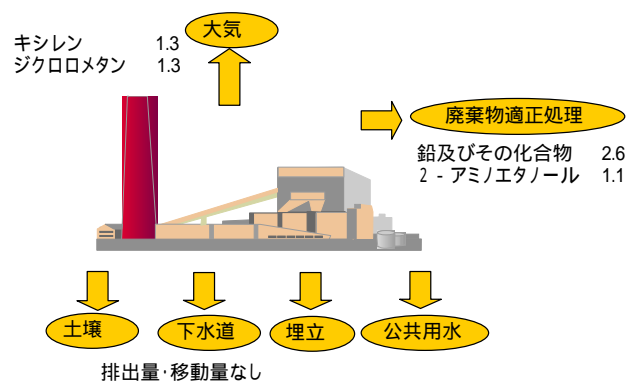 大気
キシレン 1.3
ジクロロメタン 1.3
廃棄物適正処理
鉛及びその化合物 2.6
2 - アミノエタノール 1.1
土壌 下水道 埋立 公共用水
排出量・移動量なし